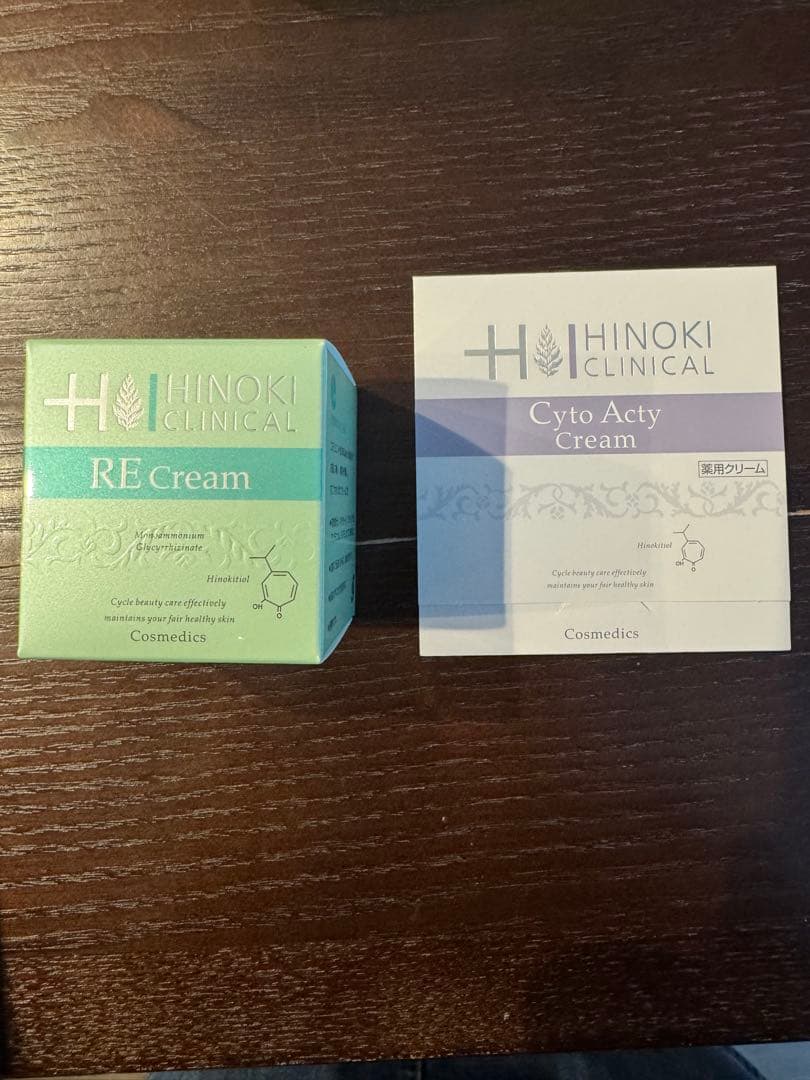 HINOKI
CLINICAL
RE Cream
Monoammonium
Glycyrrhizinate
Hinokitiol
OH
O
Cycle beauty care effectively
maintains your fair healthy skin
Cosmedics
HINOKI
CLINICAL
Cyto Acty
Cream
薬用クリーム
Hinokitiol
OH
O
Cycle beauty care effectively
maintains your fair healthy skin
Cosmedics